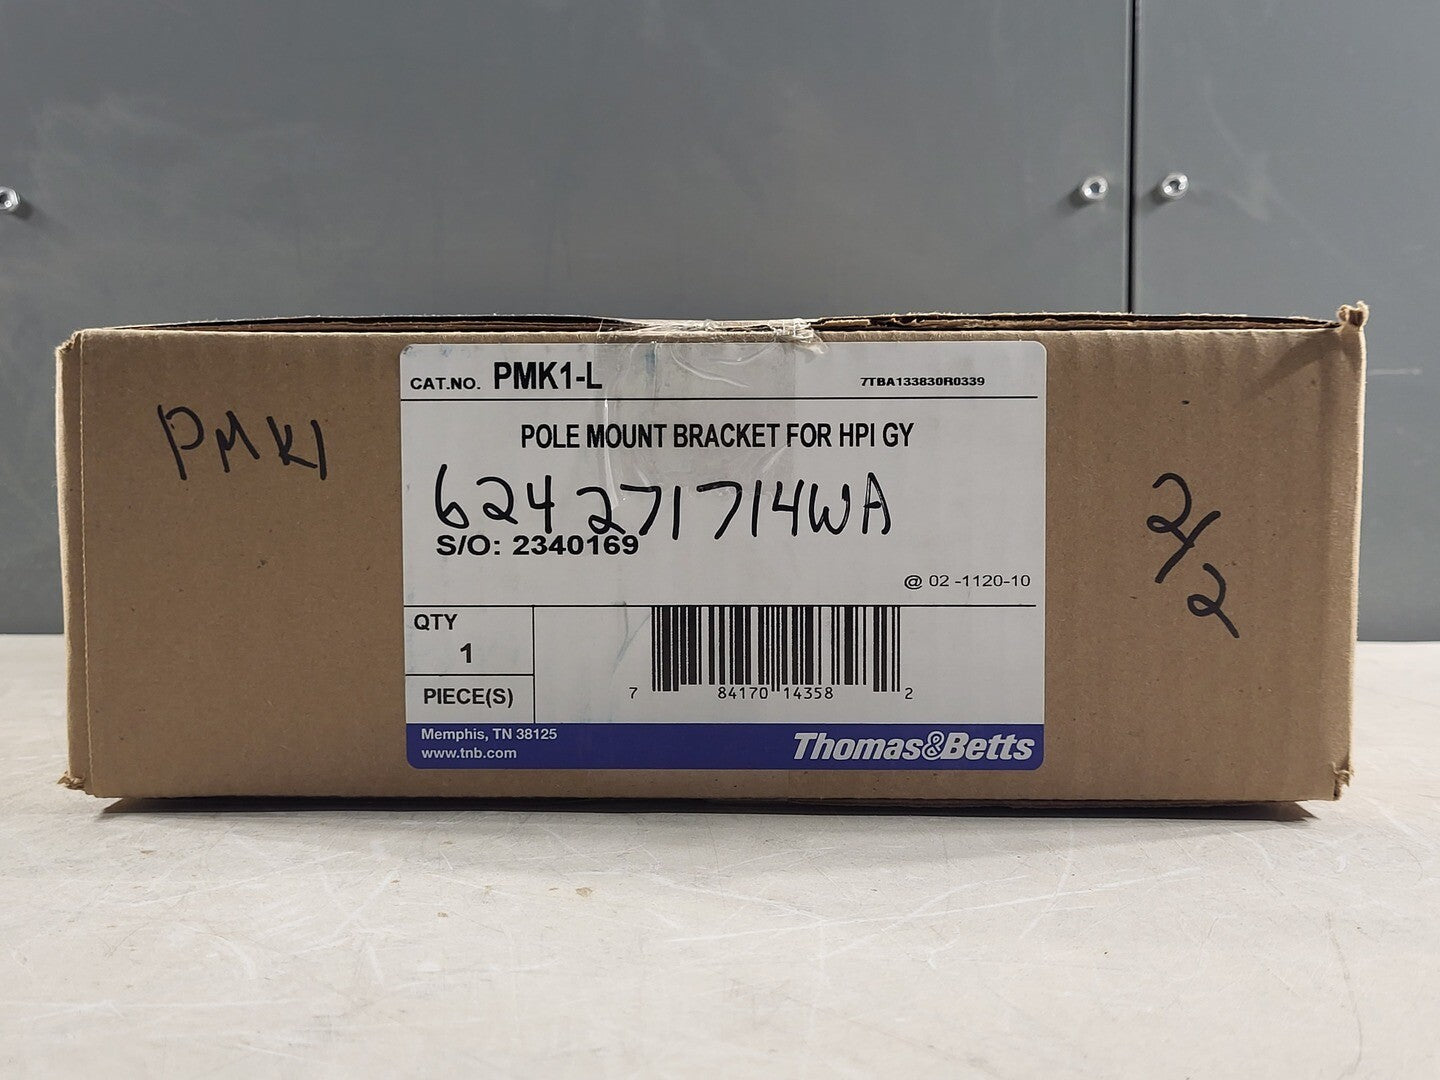 CAT.NO. PMK1-L
7TBA133830R0339
POLE MOUNT BRACKET FOR HPI GY
PMK1
624271714WA
S/O: 2340169
2/2
@ 02 -1120-10
QTY
1
PIECE(S)
7 84170 14358 2
Memphis, TN 38125
www.tnb.com
Thomas&Betts